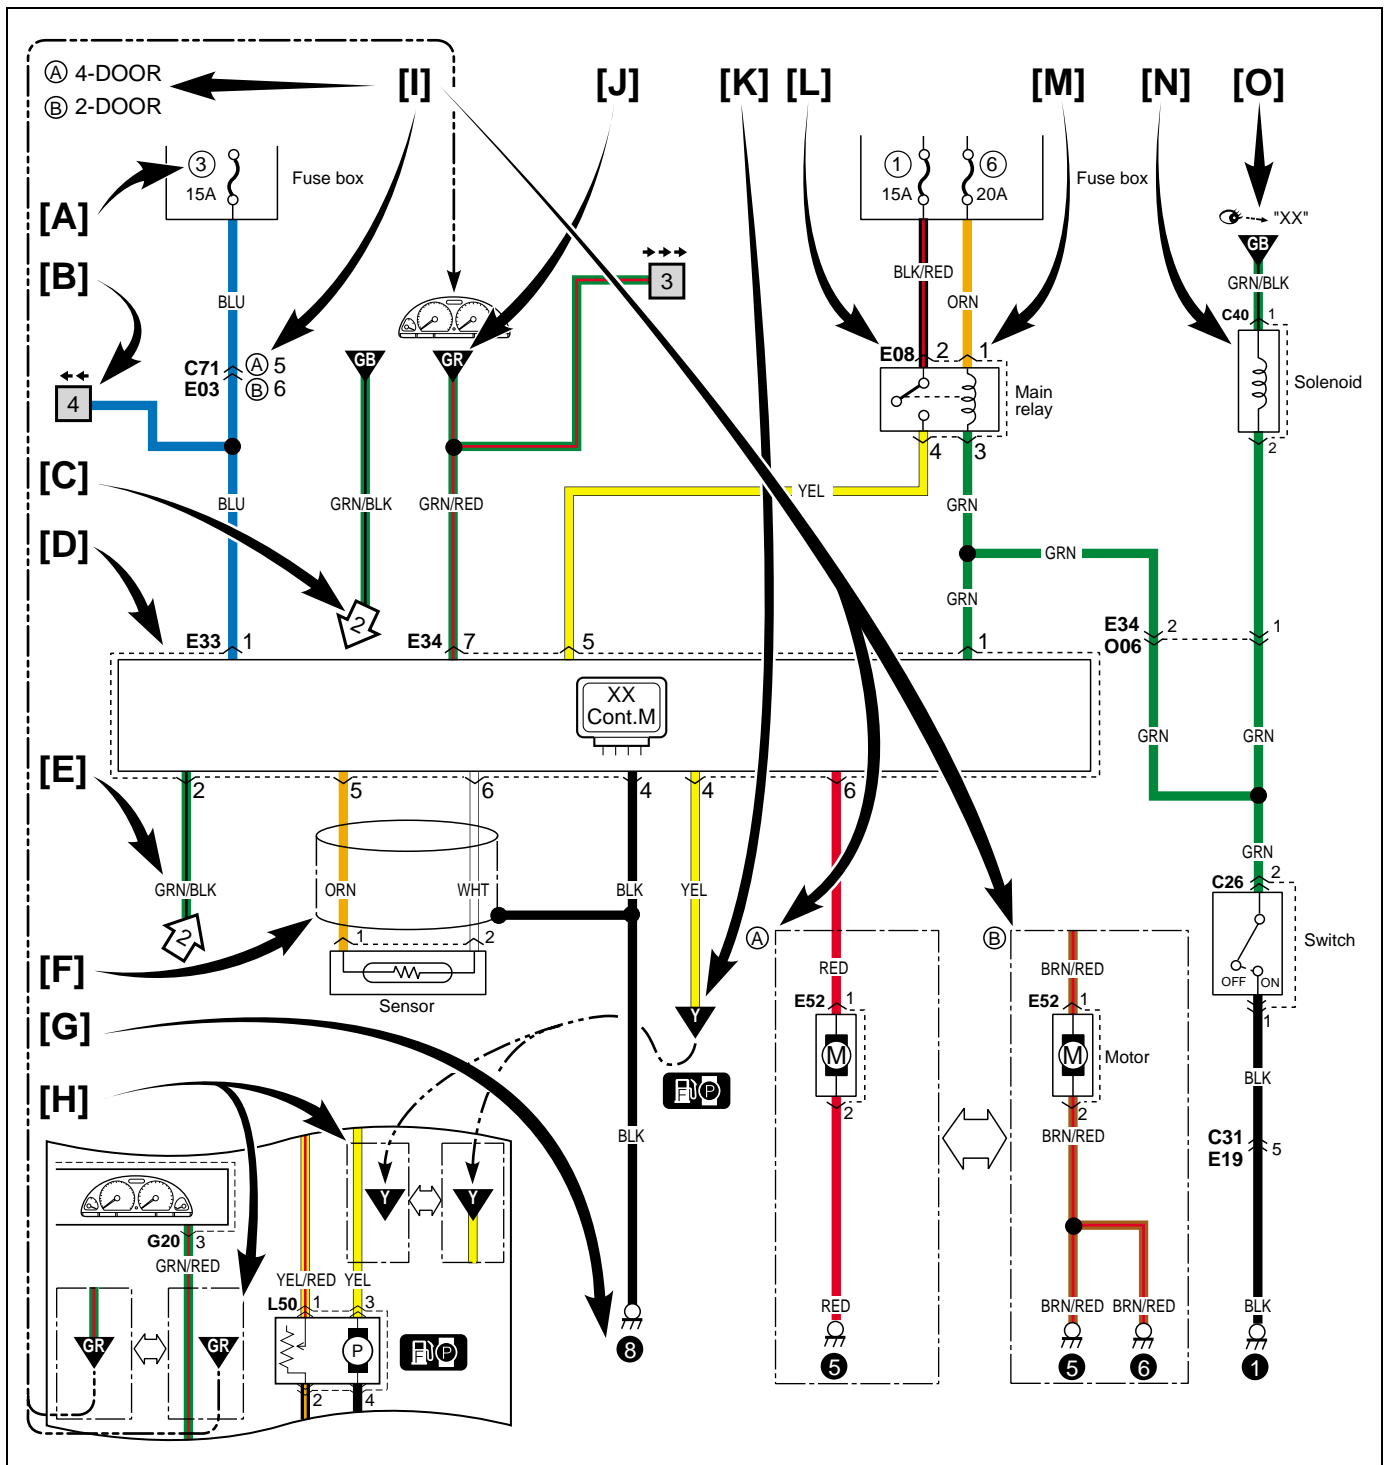 Ⓐ 4-DOOR
Ⓑ 2-DOOR
[I]
[J]
[K]
[L]
[M]
[N]
[O]
③
15A
Fuse box
①
15A
⑥
20A
Fuse box
[A]
"XX"
GB
[B]
3
BLK/RED
GRN/BLK
BLU
ORN
C40 1
C71 Ⓐ 5
E03 Ⓑ 6
GB
GR
E08 2 1
4
Main
relay
Solenoid
4 3
2
[C]
BLU
GRN/BLK
GRN/RED
YEL
GRN
[D]
GRN
GRN
2
E33 1
E34 7
5
1
E34 2
O06
1
XX
Cont.M
GRN
GRN
[E]
2
5
6
4
4
6
GRN
GRN/BLK
ORN
WHT
BLK
YEL
C26 2
2
1
2
Ⓐ
Ⓑ
Switch
[F]
RED
BRN/RED
OFF
ON
Sensor
E52 1
E52 1
1
[G]
Y
M
M
Motor
F
P
BLK
[H]
2
2
BLK
BRN/RED
C31
E19
5
Y
Y
G20 3
GRN/RED
YEL/RED
YEL
L50 1
3
RED
BRN/RED
BRN/RED
BLK
GR
GR
P
F
P
8
5
5
6
1
2
4